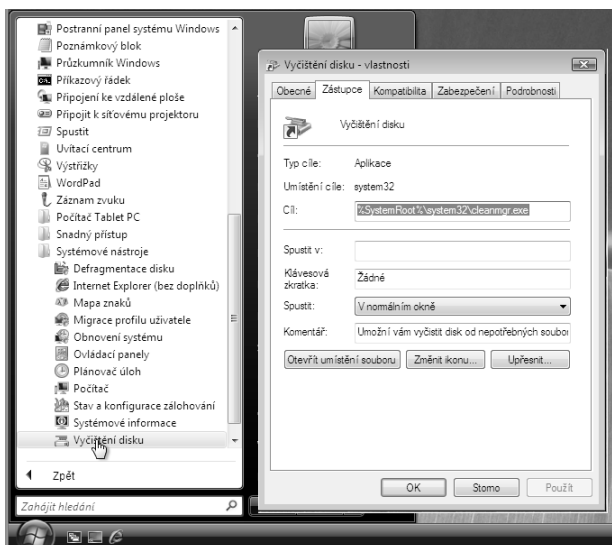 Postranní panel systému Windows
Poznámkový blok
Průzkumník Windows
Příkazový řádek
Připojení ke vzdálené ploše
Připojit k síťovému projektoru
Spustit
Uvítací centrum
Výstřižky
WordPad
Záznam zvuku
Počítač Tablet PC
Snadný přístup
Systémové nástroje
Defragmentace disku
Internet Explorer (bez doplňků)
Mapa znaků
Migrace profilu uživatele
Obnovení systému
Ovládací panely
Plánovač úloh
Počítač
Stav a konfigurace zálohování
Systémové informace
Vyčištění disku
Zpět
Zahájit hledání
Vyčištění disku - vlastnosti
Obecné Zástupce Kompatibilita Zabezpečení Podrobnosti
Vyčištění disku
Typ cíle: Aplikace
Umístění cíle: system32
Cíl: %SystemRoot%\system32\cleanmgr.exe
Spustit v:
Klávesová
zkratka: Žádné
Spustit: V normálním okně
Komentář: Umožní vám vyčistit disk od nepotřebných soubor
Otevřít umístění souboru Změnit ikonu... Upřesnit...
OK Storno Použít